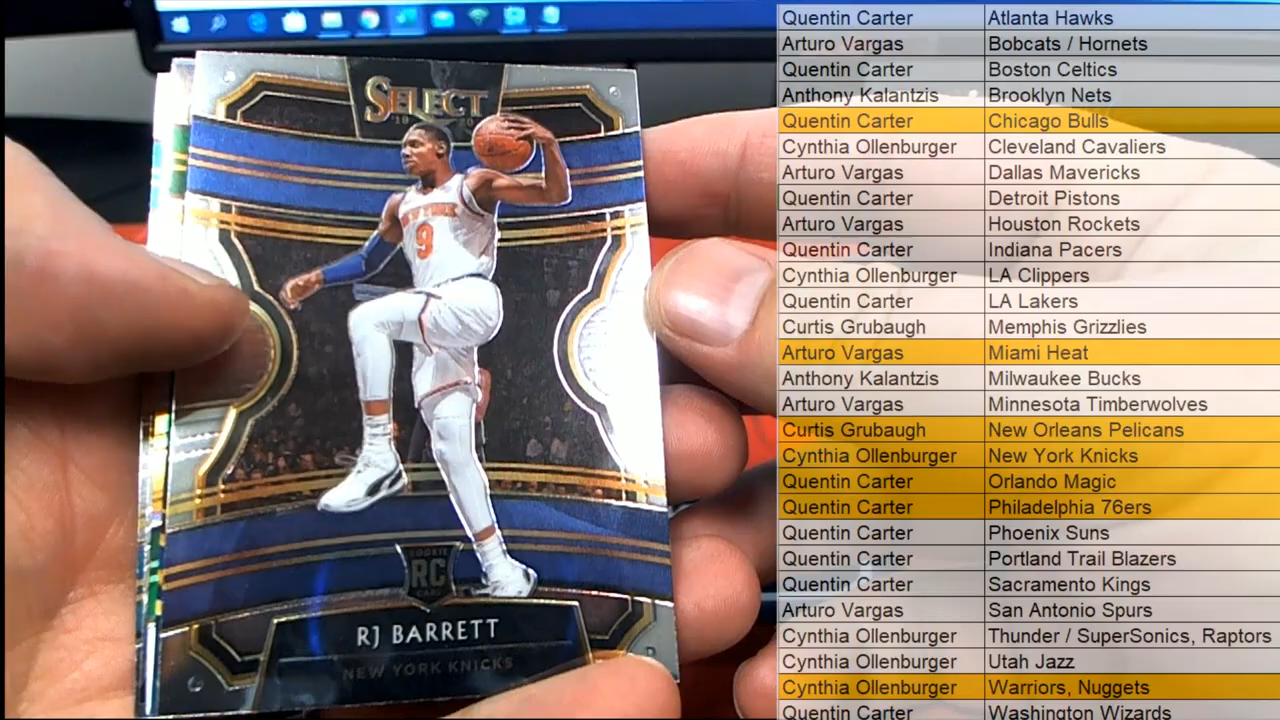 SELECT
19 20
NEW YORK
9
ROOKIE
RC
CARD
RJ BARRETT
NEW YORK KNICKS
Quentin Carter Atlanta Hawks
Arturo Vargas Bobcats / Hornets
Quentin Carter Boston Celtics
Anthony Kalantzis Brooklyn Nets
Quentin Carter Chicago Bulls
Cynthia Ollenburger Cleveland Cavaliers
Arturo Vargas Dallas Mavericks
Quentin Carter Detroit Pistons
Arturo Vargas Houston Rockets
Quentin Carter Indiana Pacers
Cynthia Ollenburger LA Clippers
Quentin Carter LA Lakers
Curtis Grubaugh Memphis Grizzlies
Arturo Vargas Miami Heat
Anthony Kalantzis Milwaukee Bucks
Arturo Vargas Minnesota Timberwolves
Curtis Grubaugh New Orleans Pelicans
Cynthia Ollenburger New York Knicks
Quentin Carter Orlando Magic
Quentin Carter Philadelphia 76ers
Quentin Carter Phoenix Suns
Quentin Carter Portland Trail Blazers
Quentin Carter Sacramento Kings
Arturo Vargas San Antonio Spurs
Cynthia Ollenburger Thunder / SuperSonics, Raptors
Cynthia Ollenburger Utah Jazz
Cynthia Ollenburger Warriors, Nuggets
Quentin Carter Washington Wizards